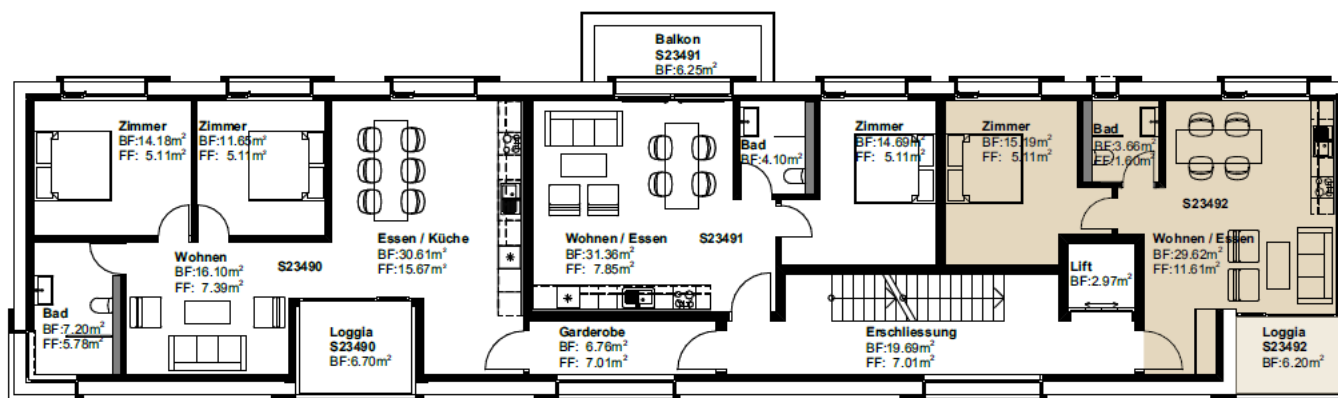 Balkon
S23491
BF:6.25m²
Zimmer
BF:14.18m²
FF: 5.11m²
Zimmer
BF:11.65m²
FF: 5.11m²
Bad
BF:4.10m²
Zimmer
BF:14.69m²
FF: 5.11m²
Zimmer
BF:15.19m²
FF: 5.11m²
Bad
BF:3.66m²
FF:1.60m²
S23492
Wohnen
BF:16.10m²
FF: 7.39m²
S23490
Essen / Küche
BF:30.61m²
FF:15.67m²
Wohnen / Essen
BF:31.36m²
FF: 7.85m²
S23491
Lift
BF:2.97m²
Wohnen / Essen
BF:29.62m²
FF:11.61m²
Bad
BF:7.20m²
FF:5.78m²
Loggia
S23490
BF:6.70m²
Garderobe
BF: 6.76m²
FF: 7.01m²
Erschliessung
BF:19.69m²
FF: 7.01m²
Loggia
S23492
BF:6.20m²